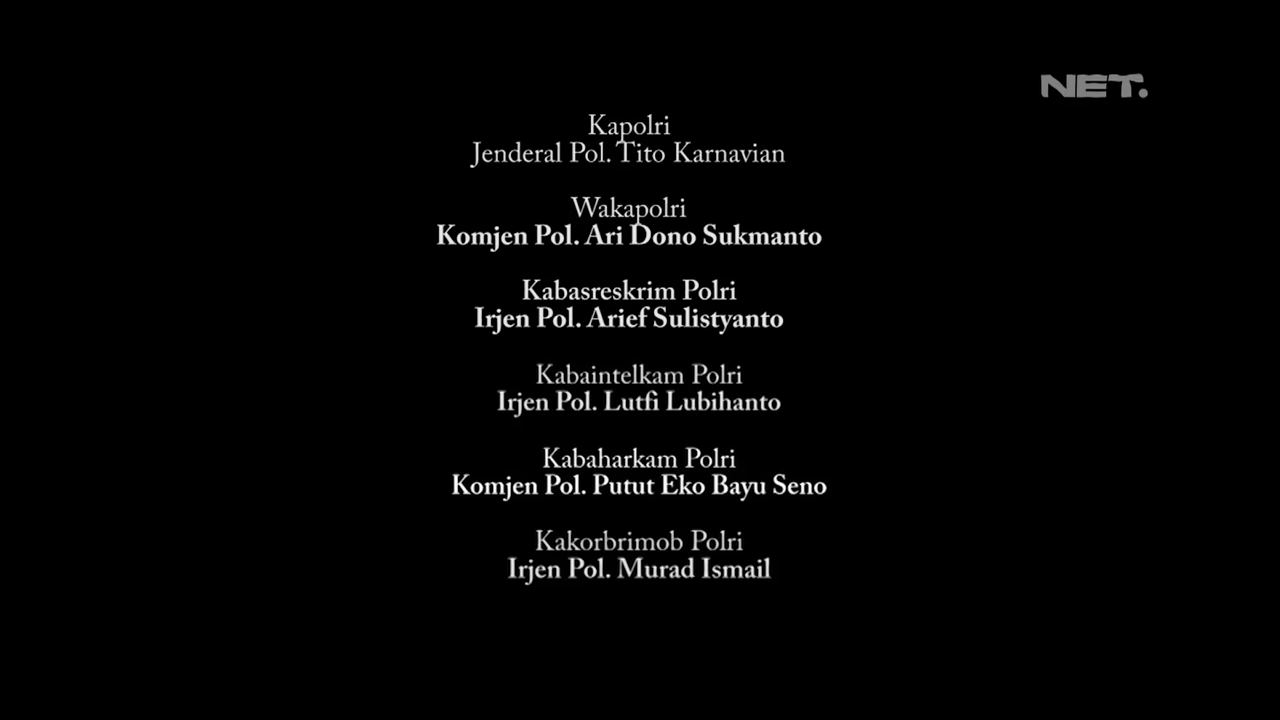 NET.
Kapolri
Jenderal Pol. Tito Karnavian
Wakapolri
Komjen Pol. Ari Dono Sukmanto
Kabasreskrim Polri
Irjen Pol. Arief Sulistyanto
Kabaintelkam Polri
Irjen Pol. Lutfi Lubihanto
Kabaharkam Polri
Komjen Pol. Putut Eko Bayu Seno
Kakorbrimob Polri
Irjen Pol. Murad Ismail